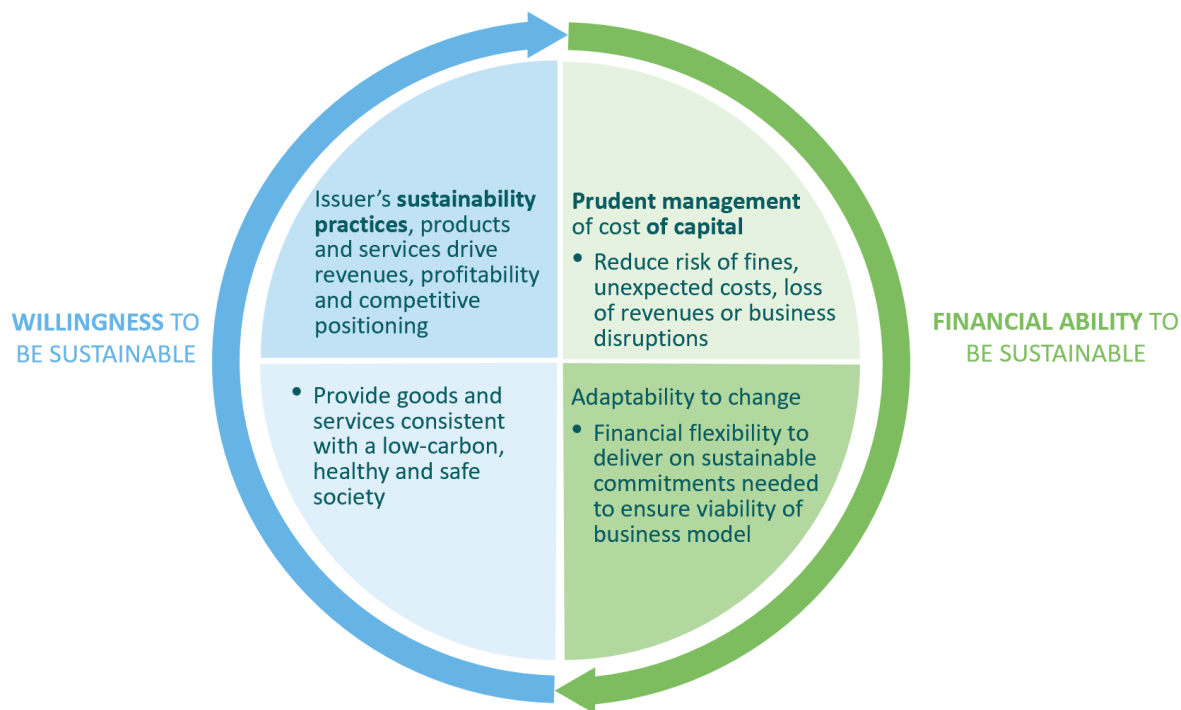 WILLINGNESS TO
BE SUSTAINABLE
Issuer’s sustainability
practices, products
and services drive
revenues, profitability
and competitive
positioning
• Provide goods and
services consistent
with a low-carbon,
healthy and safe
society
Prudent management
of cost of capital
• Reduce risk of fines,
unexpected costs, loss
of revenues or business
disruptions
Adaptability to change
• Financial flexibility to
deliver on sustainable
commitments needed
to ensure viability of
business model
FINANCIAL ABILITY TO
BE SUSTAINABLE